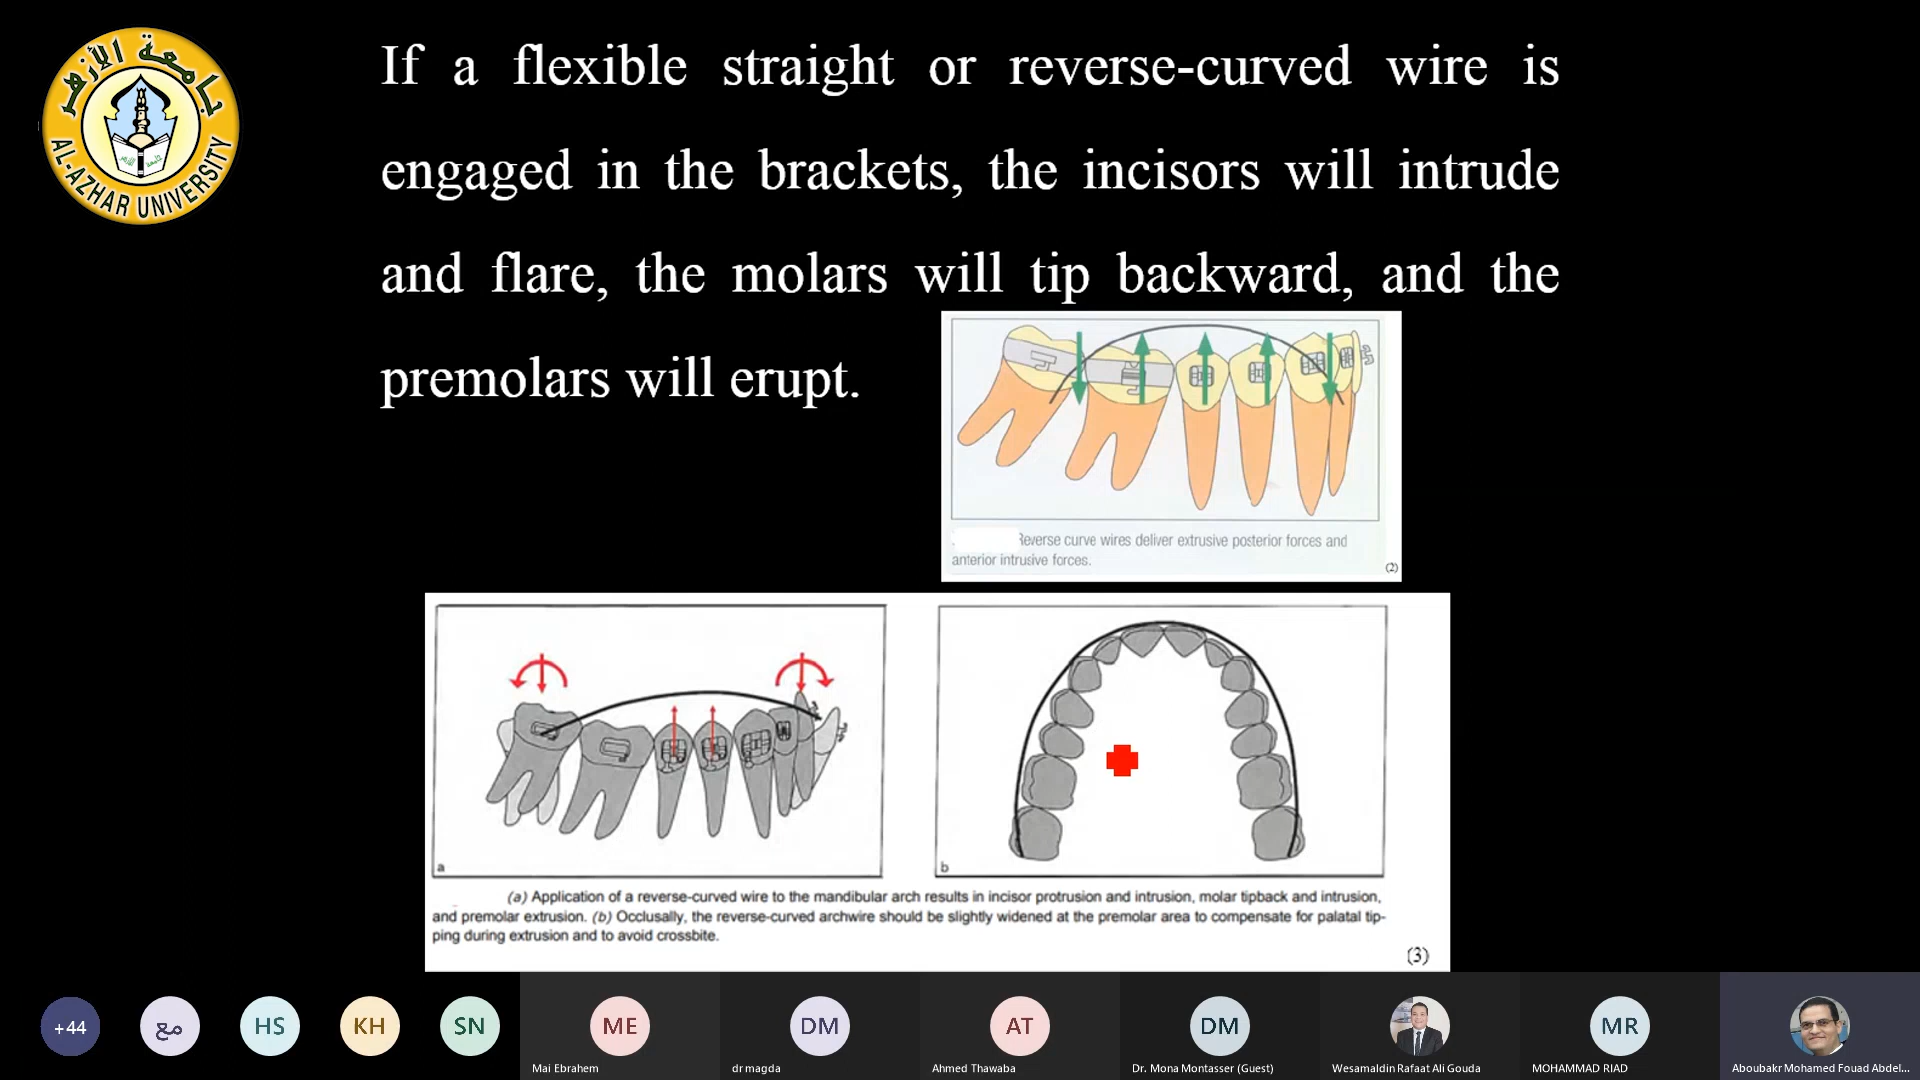 جامعة الأزهر
AL-AZHAR UNIVERSITY
If a flexible straight or reverse-curved wire is
engaged in the brackets, the incisors will intrude
and flare, the molars will tip backward, and the
premolars will erupt.
Reverse curve wires deliver extrusive posterior forces and
anterior intrusive forces.
(2)
a
b
(a) Application of a reverse-curved wire to the mandibular arch results in incisor protrusion and intrusion, molar tipback and intrusion,
and premolar extrusion. (b) Occlusally, the reverse-curved archwire should be slightly widened at the premolar area to compensate for palatal tip-
ping during extrusion and to avoid crossbite.
(3)
+44
مع
HS
KH
SN
ME
DM
AT
DM
MR
Mai Ebrahem
dr magda
Ahmed Thawaba
Dr. Mona Montasser (Guest)
Wesamaldin Rafaat Ali Gouda
MOHAMMAD RIAD
Aboubakr Mohamed Fouad Abdel...